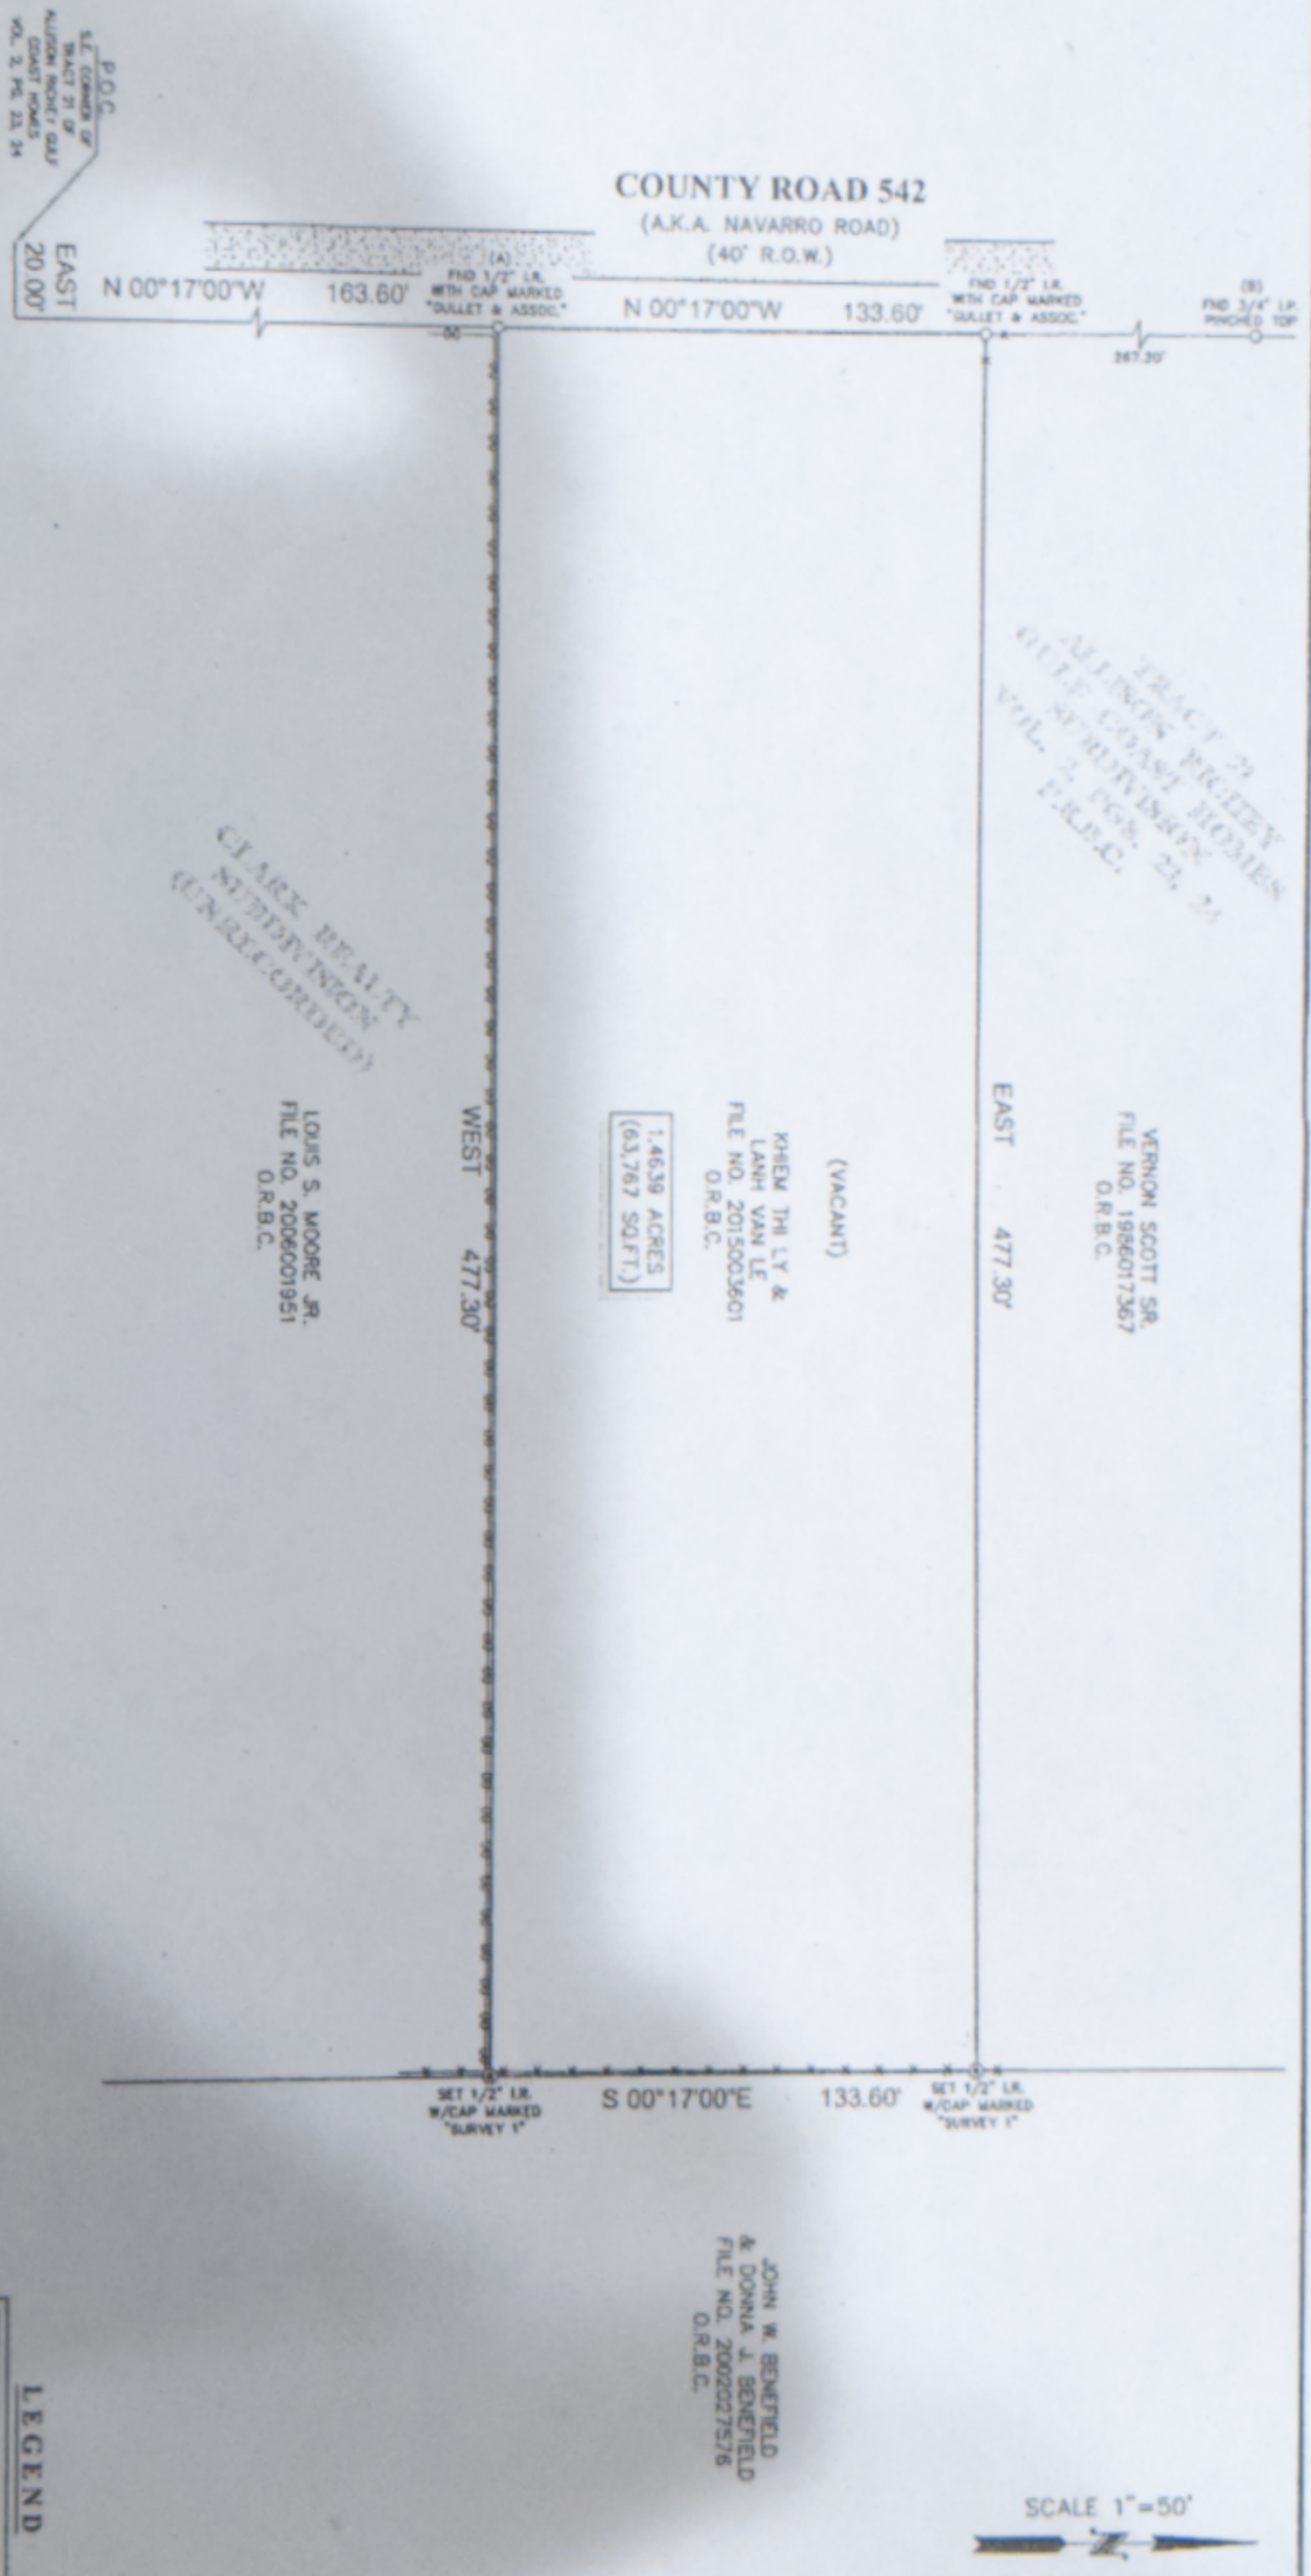 P.O.C.
S.E. CORNER OF
TRACT 21 OF
ALLISON RICHEY GULF
COAST HOMES
VOL. 2, PG. 23, 24
EAST
20.00'
COUNTY ROAD 542
(A.K.A. NAVARRO ROAD)
(40' R.O.W.)
N 00°17'00"W 163.60'
(A)
FND 1/2" I.R.
WITH CAP MARKED
"GULLET & ASSOC."
N 00°17'00"W 133.60'
FND 1/2" I.R.
WITH CAP MARKED
"GULLET & ASSOC."
(B)
FND 3/4" I.P.
PINCHED TOP
267.20'
TRACT 21
ALLISON RICHEY
GULF COAST HOMES
SUBDIVISION
VOL. 2, PGS. 23, 24
P.R.B.C.
CLARK REALTY
SUBDIVISION
(UNRECORDED)
VERNON SCOTT SR.
FILE NO. 1986017367
O.R.B.C.
EAST 477.30'
(VACANT)
KHIEM THI LY &
LANH VAN LE
FILE NO. 2015003601
O.R.B.C.
1.4639 ACRES
(63,767 SQ.FT.)
WEST 477.30'
LOUIS S. MOORE JR.
FILE NO. 2006001951
O.R.B.C.
SET 1/2" I.R.
W/CAP MARKED
"SURVEY 1"
S 00°17'00"E 133.60'
SET 1/2" I.R.
W/CAP MARKED
"SURVEY 1"
JOHN W. BENEFIELD
& DONNA J. BENEFIELD
FILE NO. 2002027576
O.R.B.C.
SCALE 1"=50'
N
LEGEND